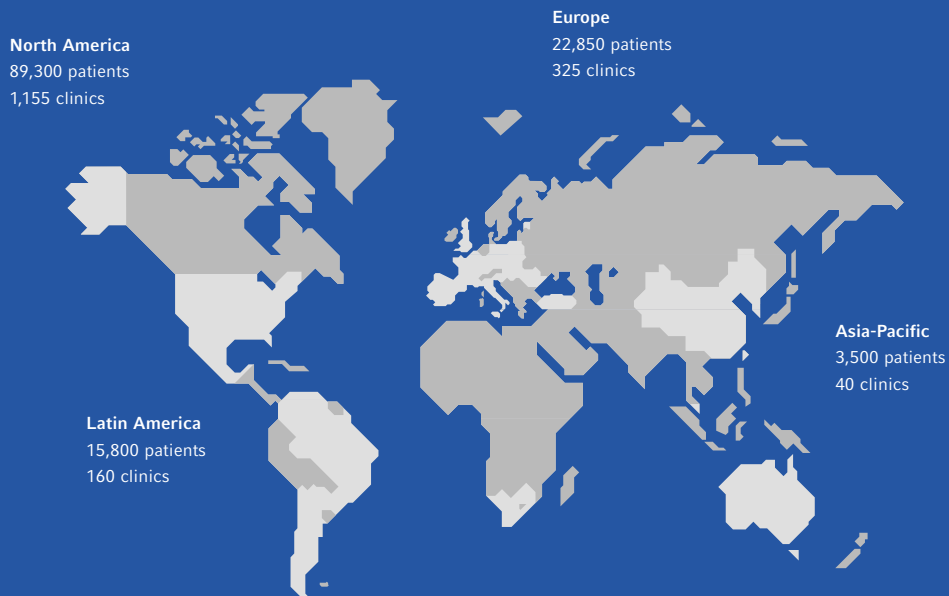 North America
89,300 patients
1,155 clinics
Europe
22,850 patients
325 clinics
Asia-Pacific
3,500 patients
40 clinics
Latin America
15,800 patients
160 clinics